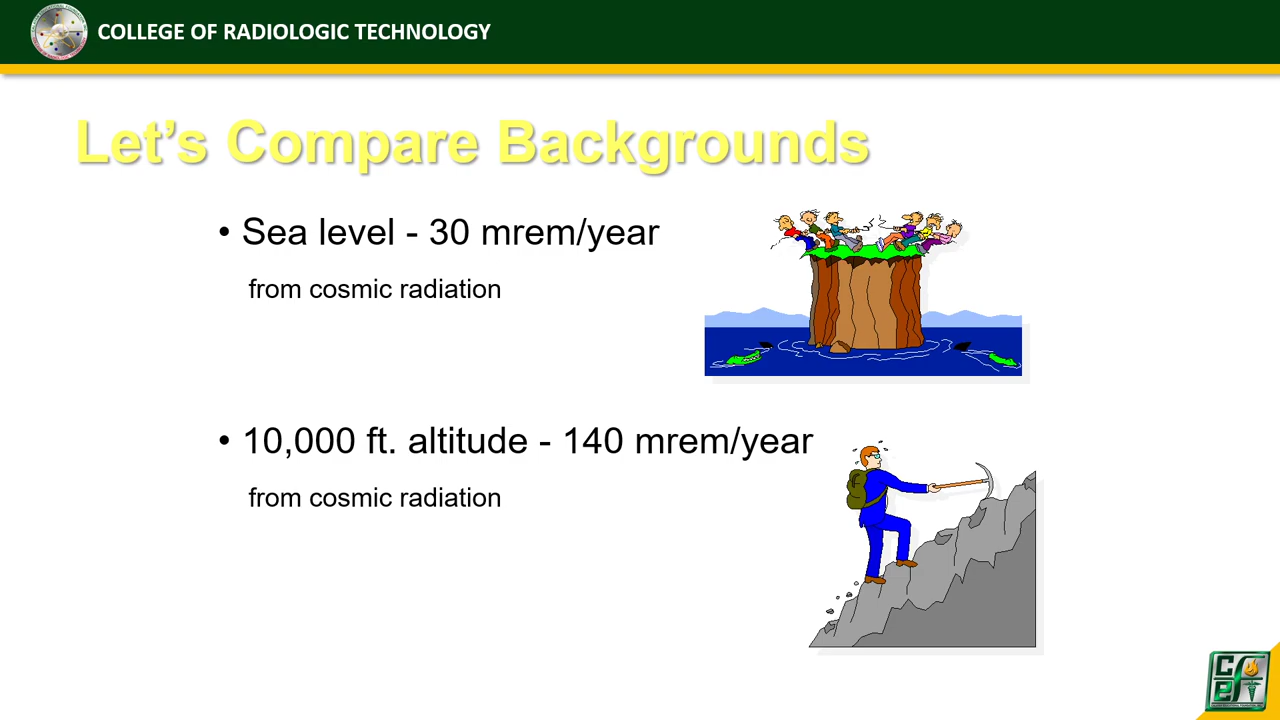 COLLEGE OF RADIOLOGIC TECHNOLOGY
Let’s Compare Backgrounds
• Sea level - 30 mrem/year
from cosmic radiation
• 10,000 ft. altitude - 140 mrem/year
from cosmic radiation